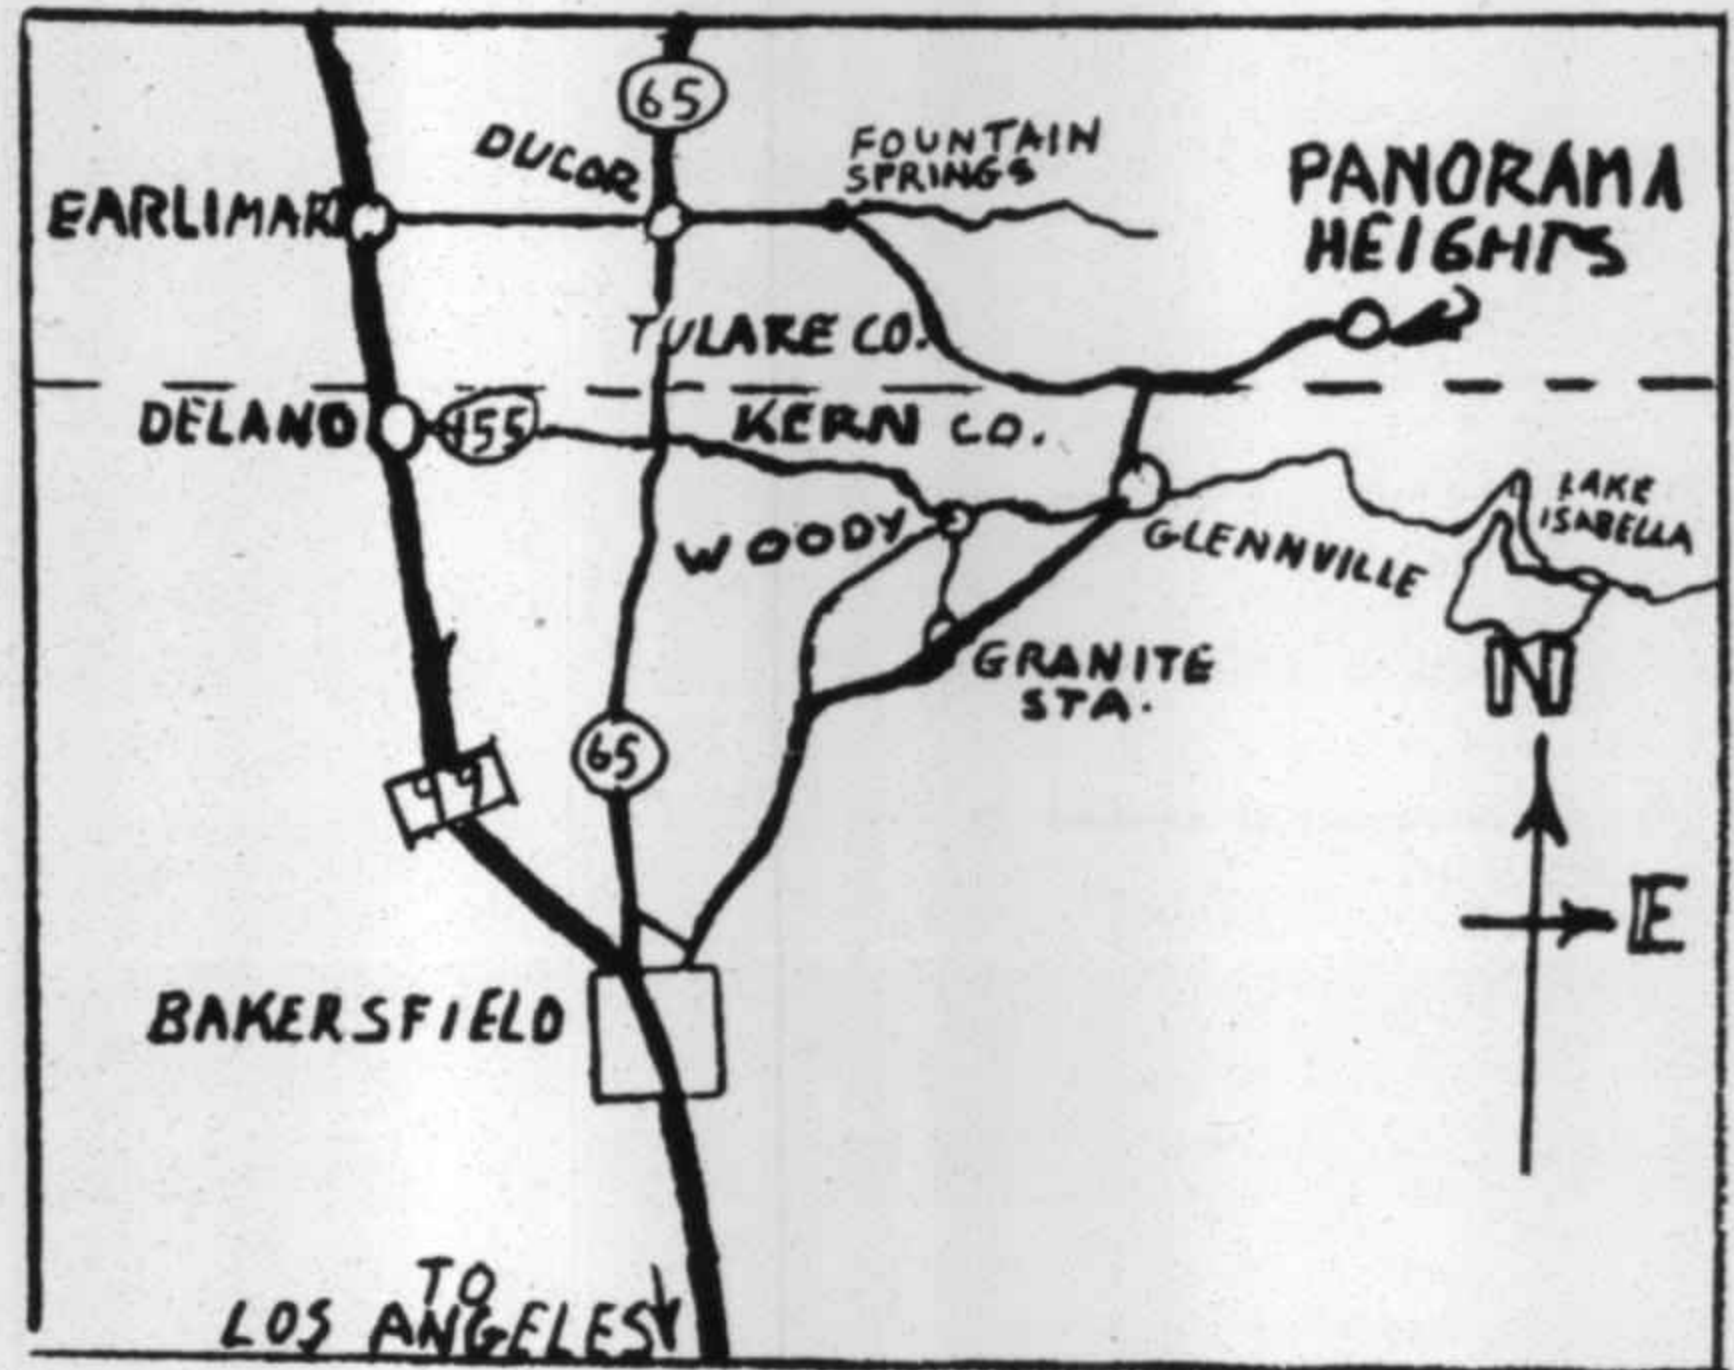 65
DUCOR
FOUNTAIN
SPRINGS
PANORAMA
HEIGHTS
EARLIMART
TULARE CO.
DELANO
155
KERN CO.
LAKE
ISABELLA
WOODY
GLENNVILLE
GRANITE
STA.
N
65
99
E
BAKERSFIELD
TO
LOS ANGELES